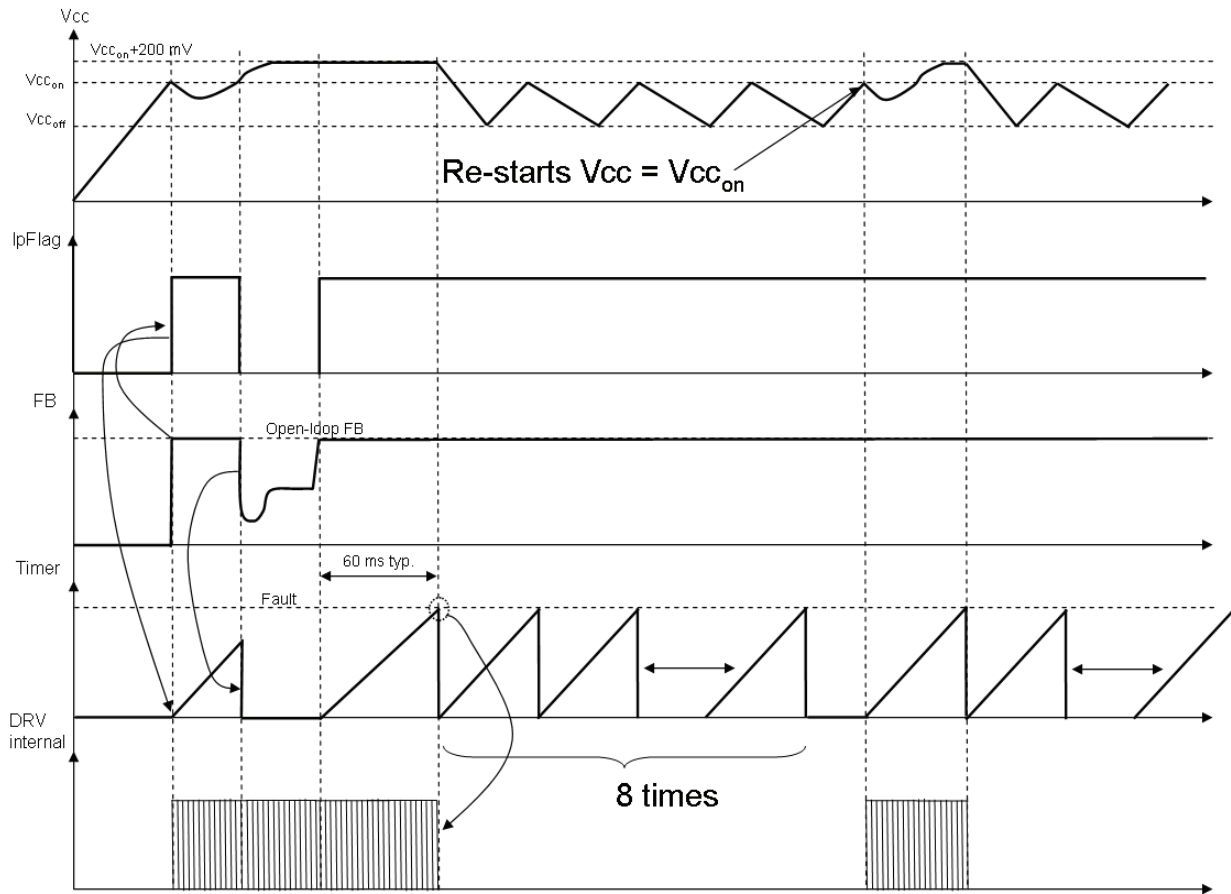 Vcc
Vcc_on+200 mV
Vcc_on
Vcc_off
Re-starts Vcc = Vcc_on
IpFlag
FB
Open-loop FB
Timer
60 ms typ.
Fault
DRV
internal
8 times